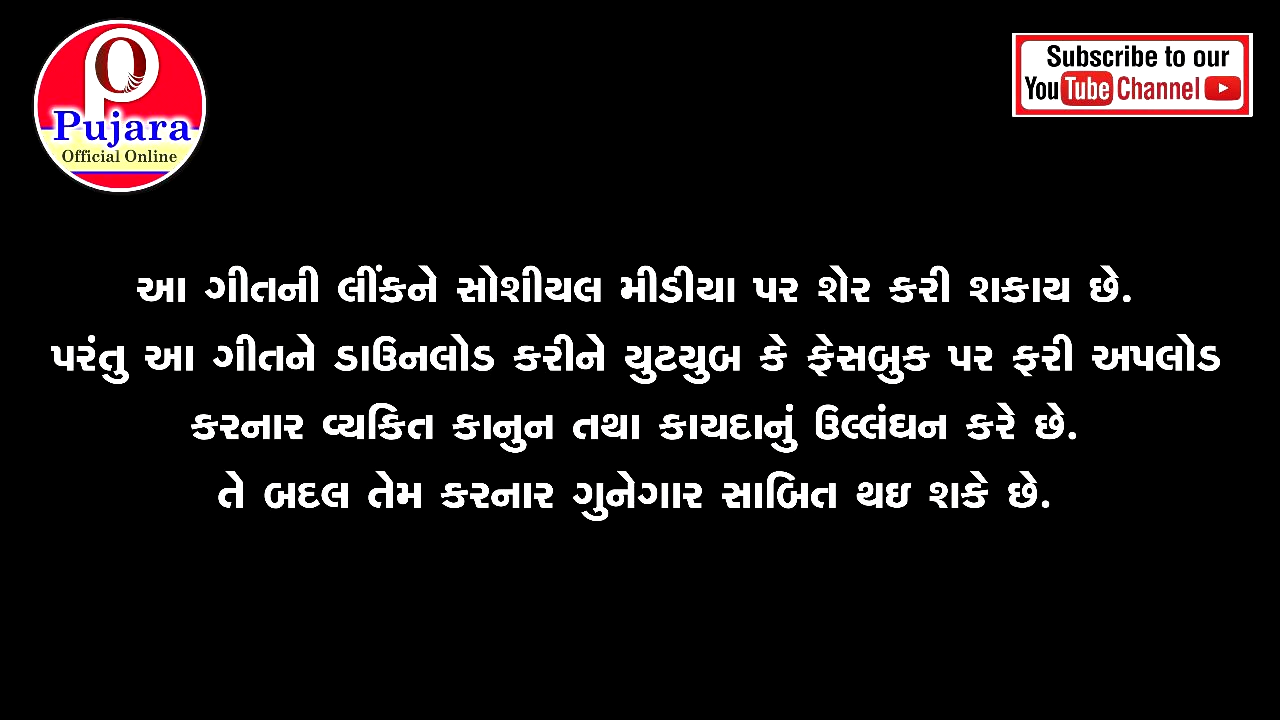 Pujara
Official Online
Subscribe to our
YouTube Channel
આ ગીતની લીંકને સોશીયલ મીડીયા પર શેર કરી શકાય છે.
પરંતુ આ ગીતને ડાઉનલોડ કરીને યુટયુબ કે ફેસબુક પર ફરી અપલોડ
કરનાર વ્યકિત કાનુન તથા કાયદાનું ઉલ્લંઘન કરે છે.
તે બદલ તેમ કરનાર ગુનેગાર સાબિત થઇ શકે છે.